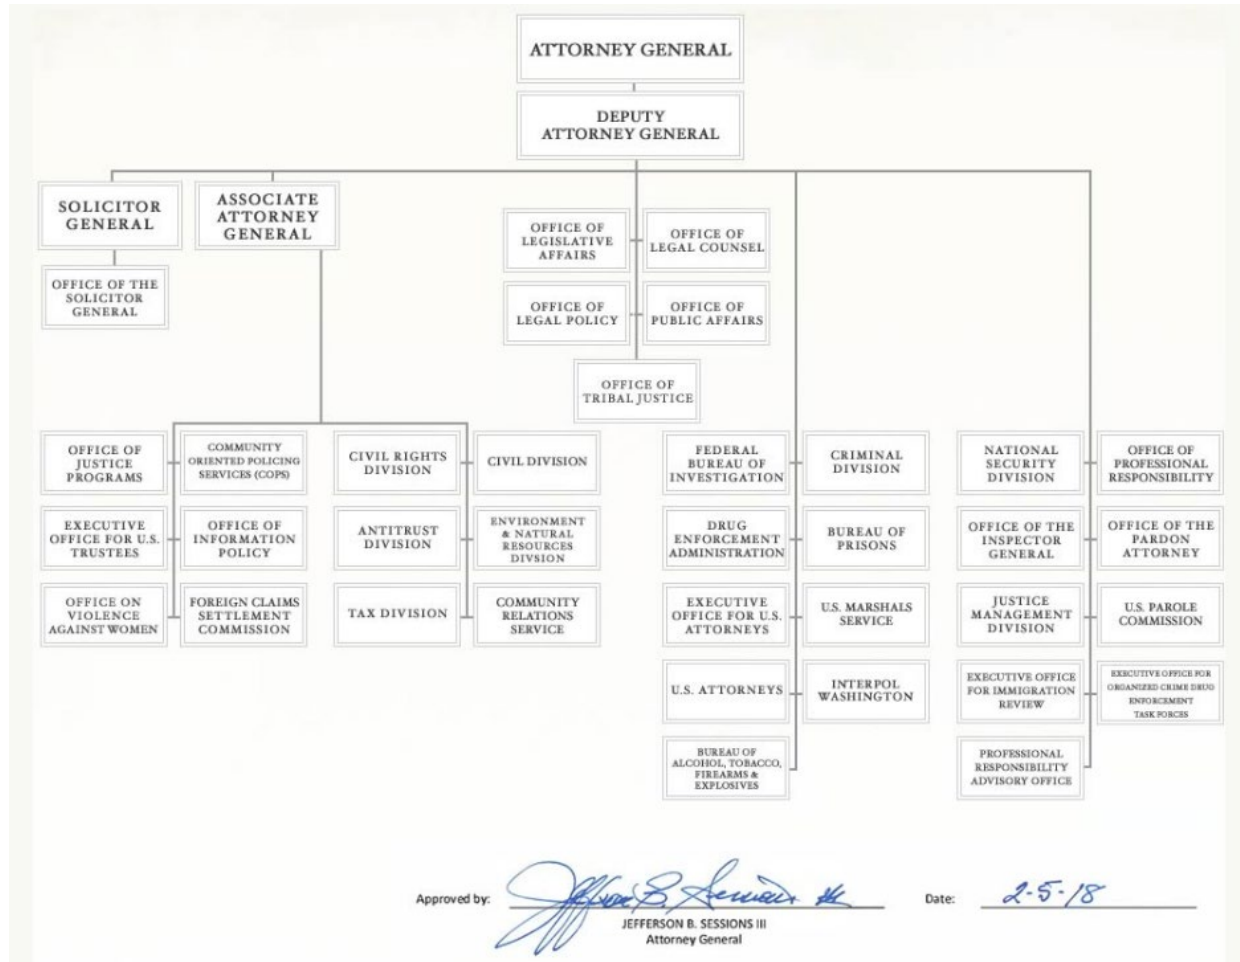 ATTORNEY GENERAL
DEPUTY
ATTORNEY GENERAL
SOLICITOR
GENERAL
ASSOCIATE
ATTORNEY
GENERAL
OFFICE OF THE
SOLICITOR
GENERAL
OFFICE OF
LEGISLATIVE
AFFAIRS
OFFICE OF
LEGAL COUNSEL
OFFICE OF
LEGAL POLICY
OFFICE OF
PUBLIC AFFAIRS
OFFICE OF
TRIBAL JUSTICE
OFFICE OF
JUSTICE
PROGRAMS
COMMUNITY
ORIENTED POLICING
SERVICES (COPS)
CIVIL RIGHTS
DIVISION
CIVIL DIVISION
FEDERAL
BUREAU OF
INVESTIGATION
CRIMINAL
DIVISION
NATIONAL
SECURITY
DIVISION
OFFICE OF
PROFESSIONAL
RESPONSIBILITY
EXECUTIVE
OFFICE FOR U.S.
TRUSTEES
OFFICE OF
INFORMATION
POLICY
ANTITRUST
DIVISION
ENVIRONMENT
& NATURAL
RESOURCES
DIVSION
DRUG
ENFORCEMENT
ADMINISTRATION
BUREAU OF
PRISONS
OFFICE OF THE
INSPECTOR
GENERAL
OFFICE OF THE
PARDON
ATTORNEY
OFFICE ON
VIOLENCE
AGAINST WOMEN
FOREIGN CLAIMS
SETTLEMENT
COMMISSION
TAX DIVISION
COMMUNITY
RELATIONS
SERVICE
EXECUTIVE
OFFICE FOR U.S.
ATTORNEYS
U.S. MARSHALS
SERVICE
JUSTICE
MANAGEMENT
DIVISION
U.S. PAROLE
COMMISSION
U.S. ATTORNEYS
INTERPOL
WASHINGTON
EXECUTIVE OFFICE
FOR IMMIGRATION
REVIEW
EXECUTIVE OFFICE FOR
ORGANIZED CRIME DRUG
ENFORCEMENT
TASK FORCES
BUREAU OF
ALCOHOL, TOBACCO,
FIREARMS &
EXPLOSIVES
PROFESSIONAL
RESPONSIBILITY
ADVISORY OFFICE
Approved by:
JEFFERSON B. SESSIONS III
Attorney General
Date: 2-5-18